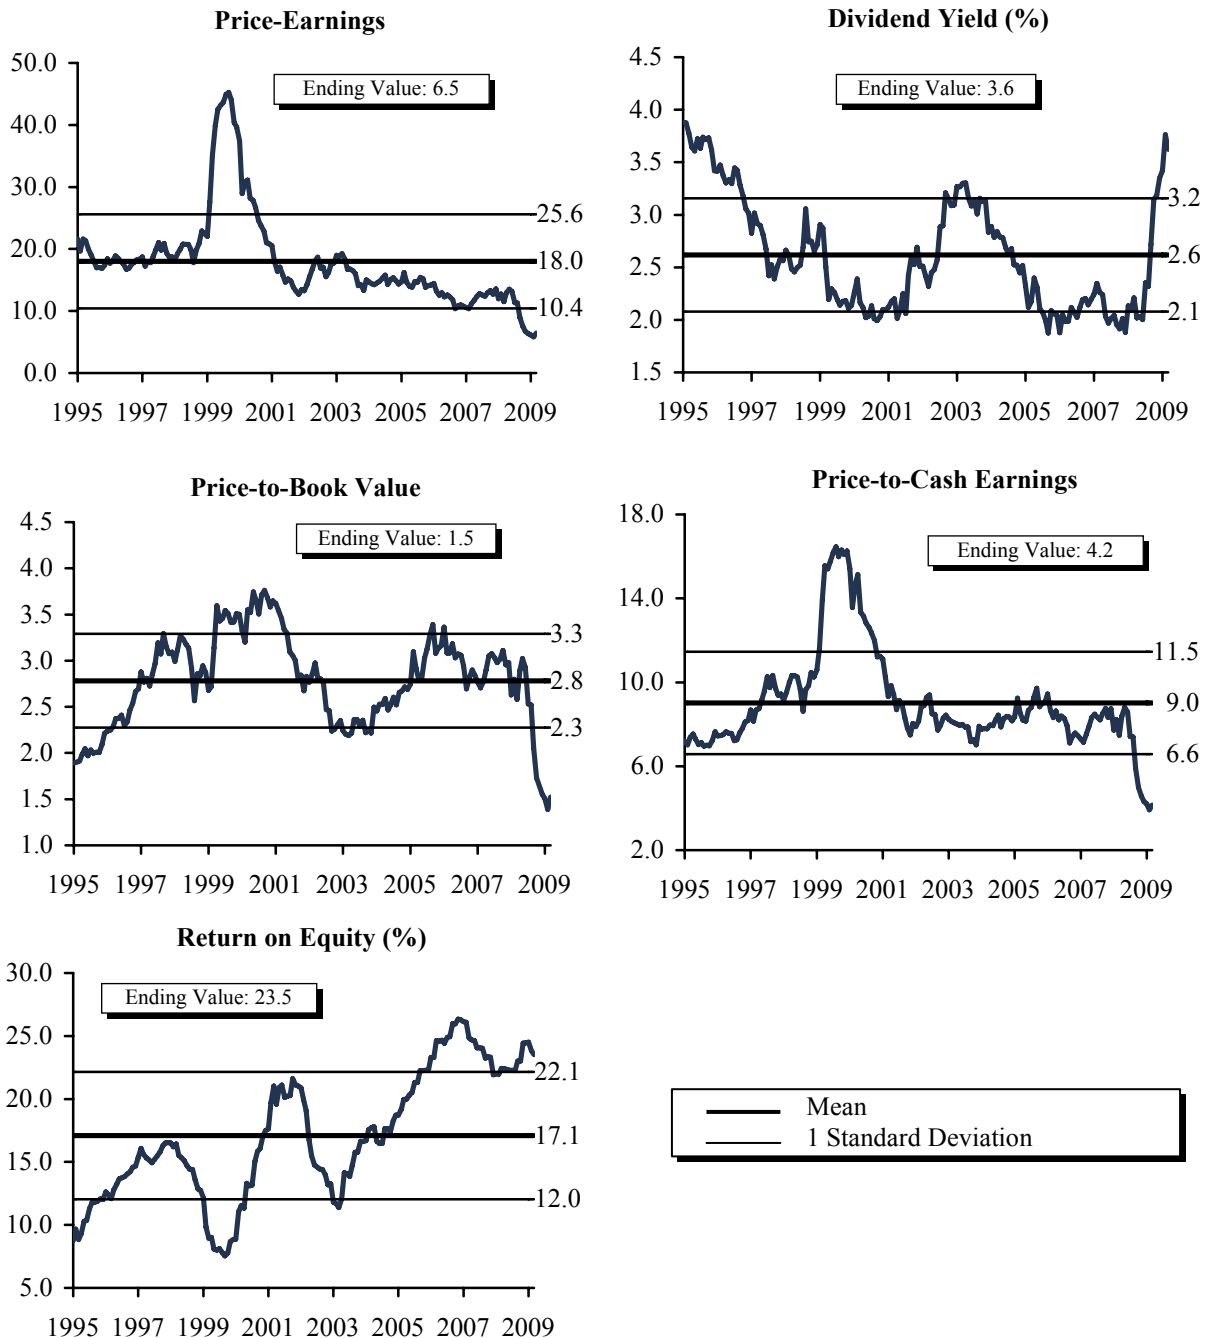 Price-Earnings
Ending Value: 6.5
50.0
40.0
30.0
20.0
10.0
0.0
25.6
18.0
10.4
1995 1997 1999 2001 2003 2005 2007 2009
Dividend Yield (%)
Ending Value: 3.6
4.5
4.0
3.5
3.0
2.5
2.0
1.5
3.2
2.6
2.1
1995 1997 1999 2001 2003 2005 2007 2009
Price-to-Book Value
Ending Value: 1.5
4.5
4.0
3.5
3.0
2.5
2.0
1.5
1.0
3.3
2.8
2.3
1995 1997 1999 2001 2003 2005 2007 2009
Price-to-Cash Earnings
Ending Value: 4.2
18.0
14.0
10.0
6.0
2.0
11.5
9.0
6.6
1995 1997 1999 2001 2003 2005 2007 2009
Return on Equity (%)
Ending Value: 23.5
30.0
25.0
20.0
15.0
10.0
5.0
22.1
17.1
12.0
1995 1997 1999 2001 2003 2005 2007 2009
Mean
1 Standard Deviation